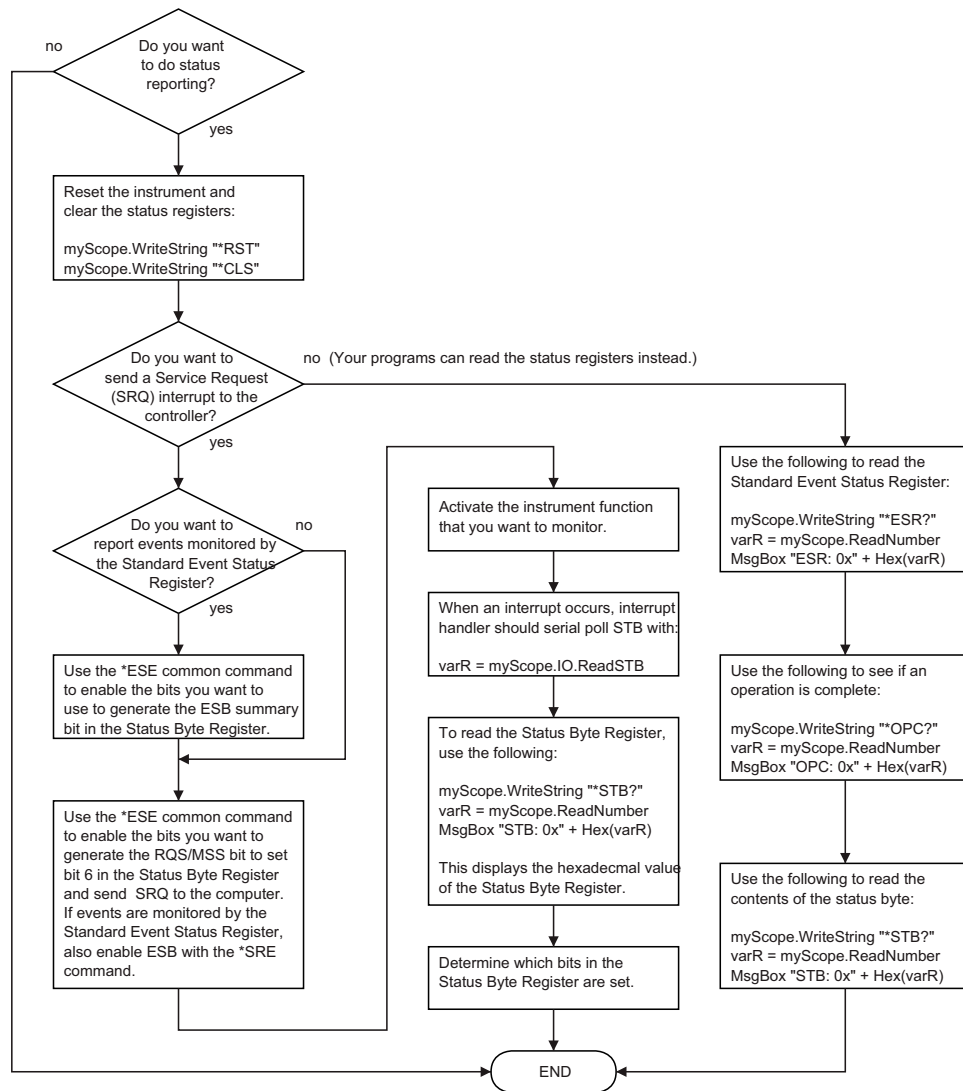 Do you want
to do status
reporting?
no
yes
Reset the instrument and
clear the status registers:
myScope.WriteString "*RST"
myScope.WriteString "*CLS"
Do you want to
send a Service Request
(SRQ) interrupt to the
controller?
no (Your programs can read the status registers instead.)
yes
Do you want to
report events monitored by
the Standard Event Status
Register?
no
yes
Use the *ESE common command
to enable the bits you want to
use to generate the ESB summary
bit in the Status Byte Register.
Use the *ESE common command
to enable the bits you want to
generate the RQS/MSS bit to set
bit 6 in the Status Byte Register
and send SRQ to the computer.
If events are monitored by the
Standard Event Status Register,
also enable ESB with the *SRE
command.
Activate the instrument function
that you want to monitor.
When an interrupt occurs, interrupt
handler should serial poll STB with:
varR = myScope.IO.ReadSTB
To read the Status Byte Register,
use the following:
myScope.WriteString "*STB?"
varR = myScope.ReadNumber
MsgBox "STB: 0x" + Hex(varR)
This displays the hexadecmal value
of the Status Byte Register.
Determine which bits in the
Status Byte Register are set.
Use the following to read the
Standard Event Status Register:
myScope.WriteString "*ESR?"
varR = myScope.ReadNumber
MsgBox "ESR: 0x" + Hex(varR)
Use the following to see if an
operation is complete:
myScope.WriteString "*OPC?"
varR = myScope.ReadNumber
MsgBox "OPC: 0x" + Hex(varR)
Use the following to read the
contents of the status byte:
myScope.WriteString "*STB?"
varR = myScope.ReadNumber
MsgBox "STB: 0x" + Hex(varR)
END